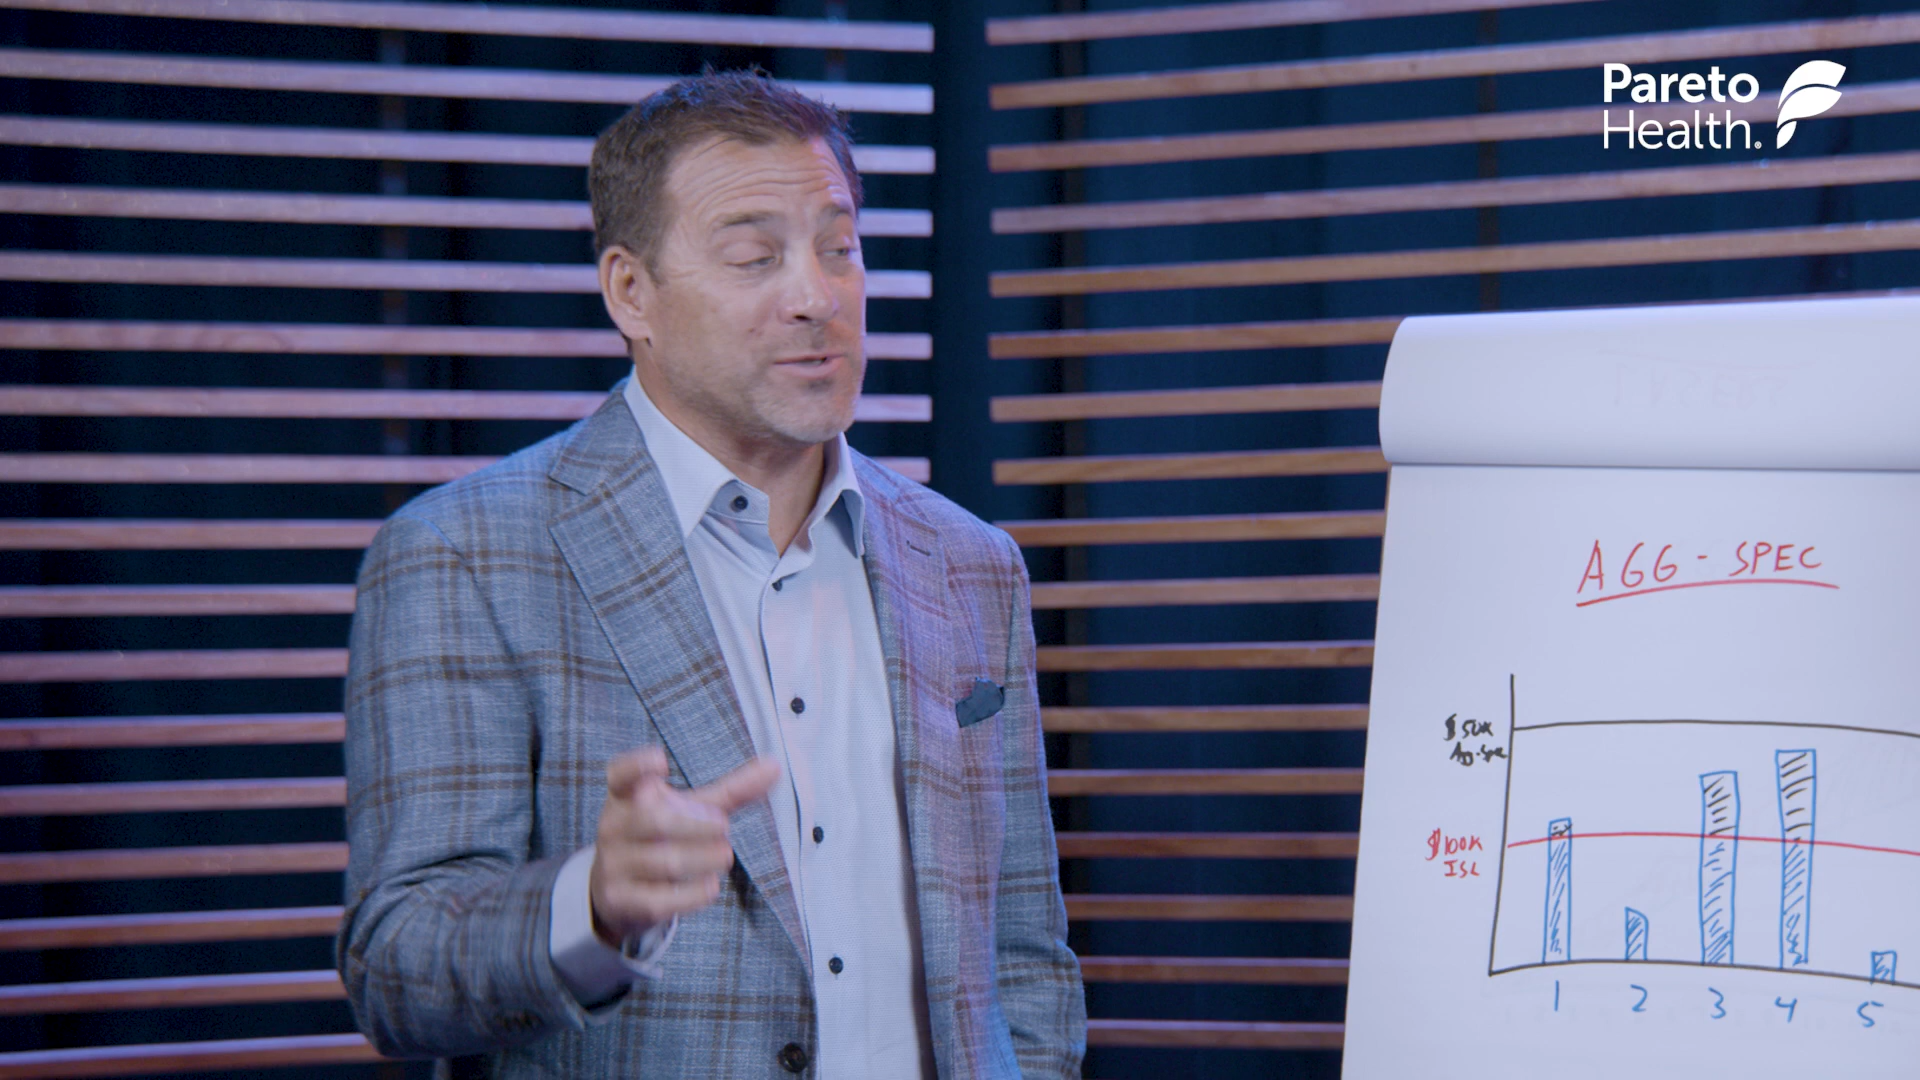 Pareto
Health.
AGG-SPEC
$50K
Agg-Spec
$100K
ISL
1 2 3 4 5